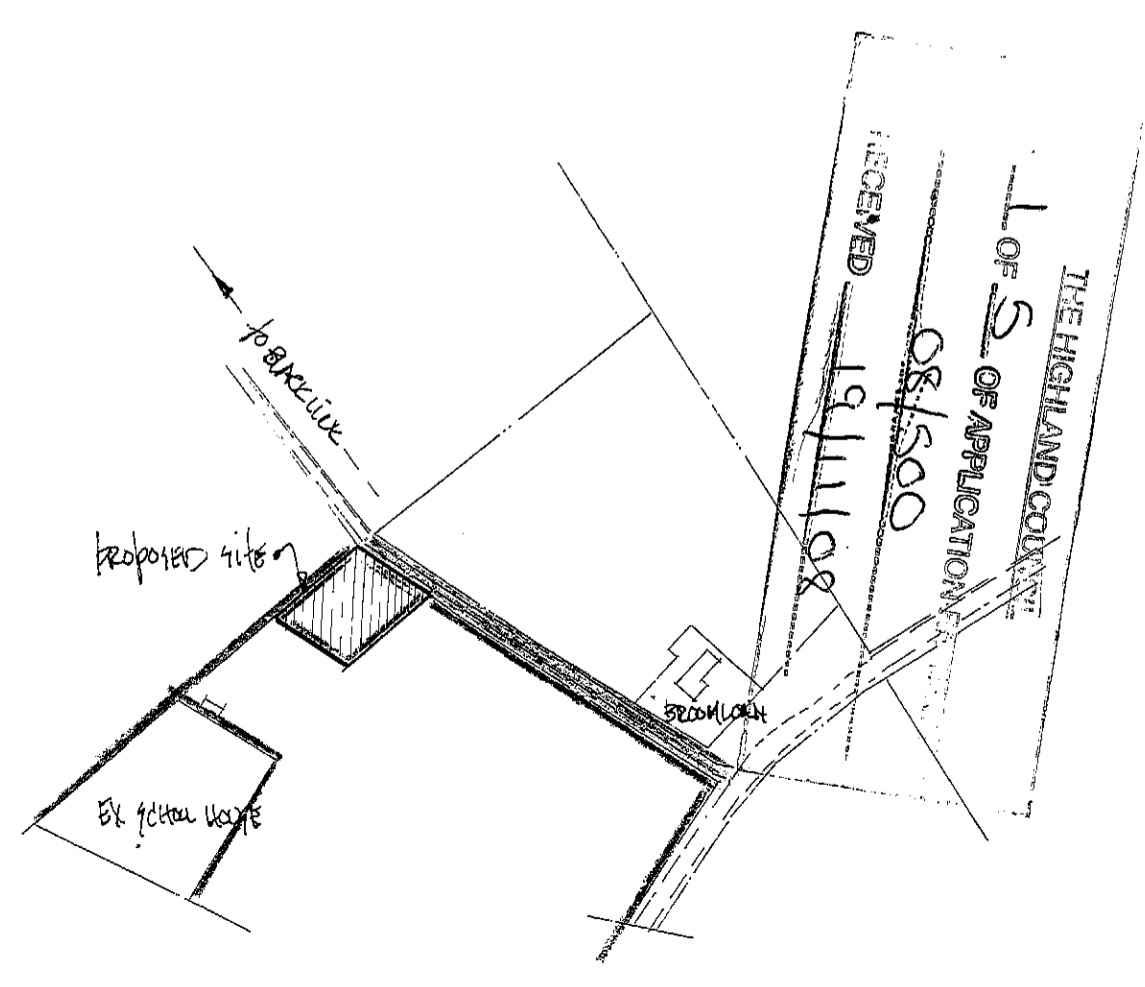 THE HIGHLAND COUNCIL
1 OF 5 OF APPLICATION
08/500
RECEIVED 19/11/08
to BLACK
PROPOSED SITE
BROOMLOAN
EX SCHOOL HOUSE